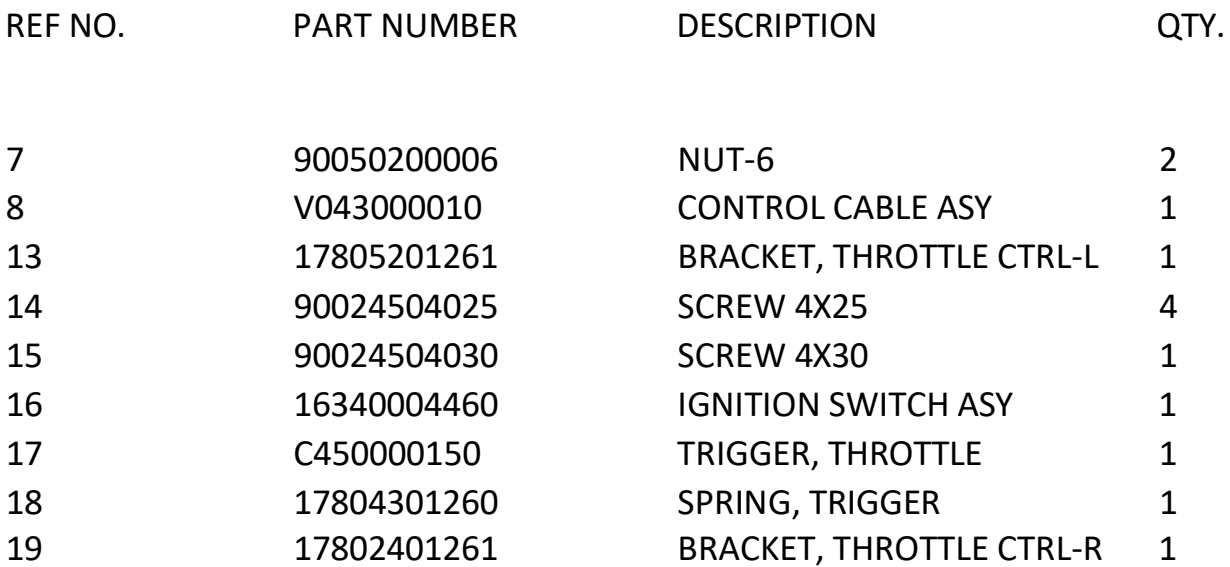 REF NO. PART NUMBER DESCRIPTION QTY.
7 90050200006 NUT-6 2
8 V043000010 CONTROL CABLE ASY 1
13 17805201261 BRACKET, THROTTLE CTRL-L 1
14 90024504025 SCREW 4X25 4
15 90024504030 SCREW 4X30 1
16 16340004460 IGNITION SWITCH ASY 1
17 C450000150 TRIGGER, THROTTLE 1
18 17804301260 SPRING, TRIGGER 1
19 17802401261 BRACKET, THROTTLE CTRL-R 1